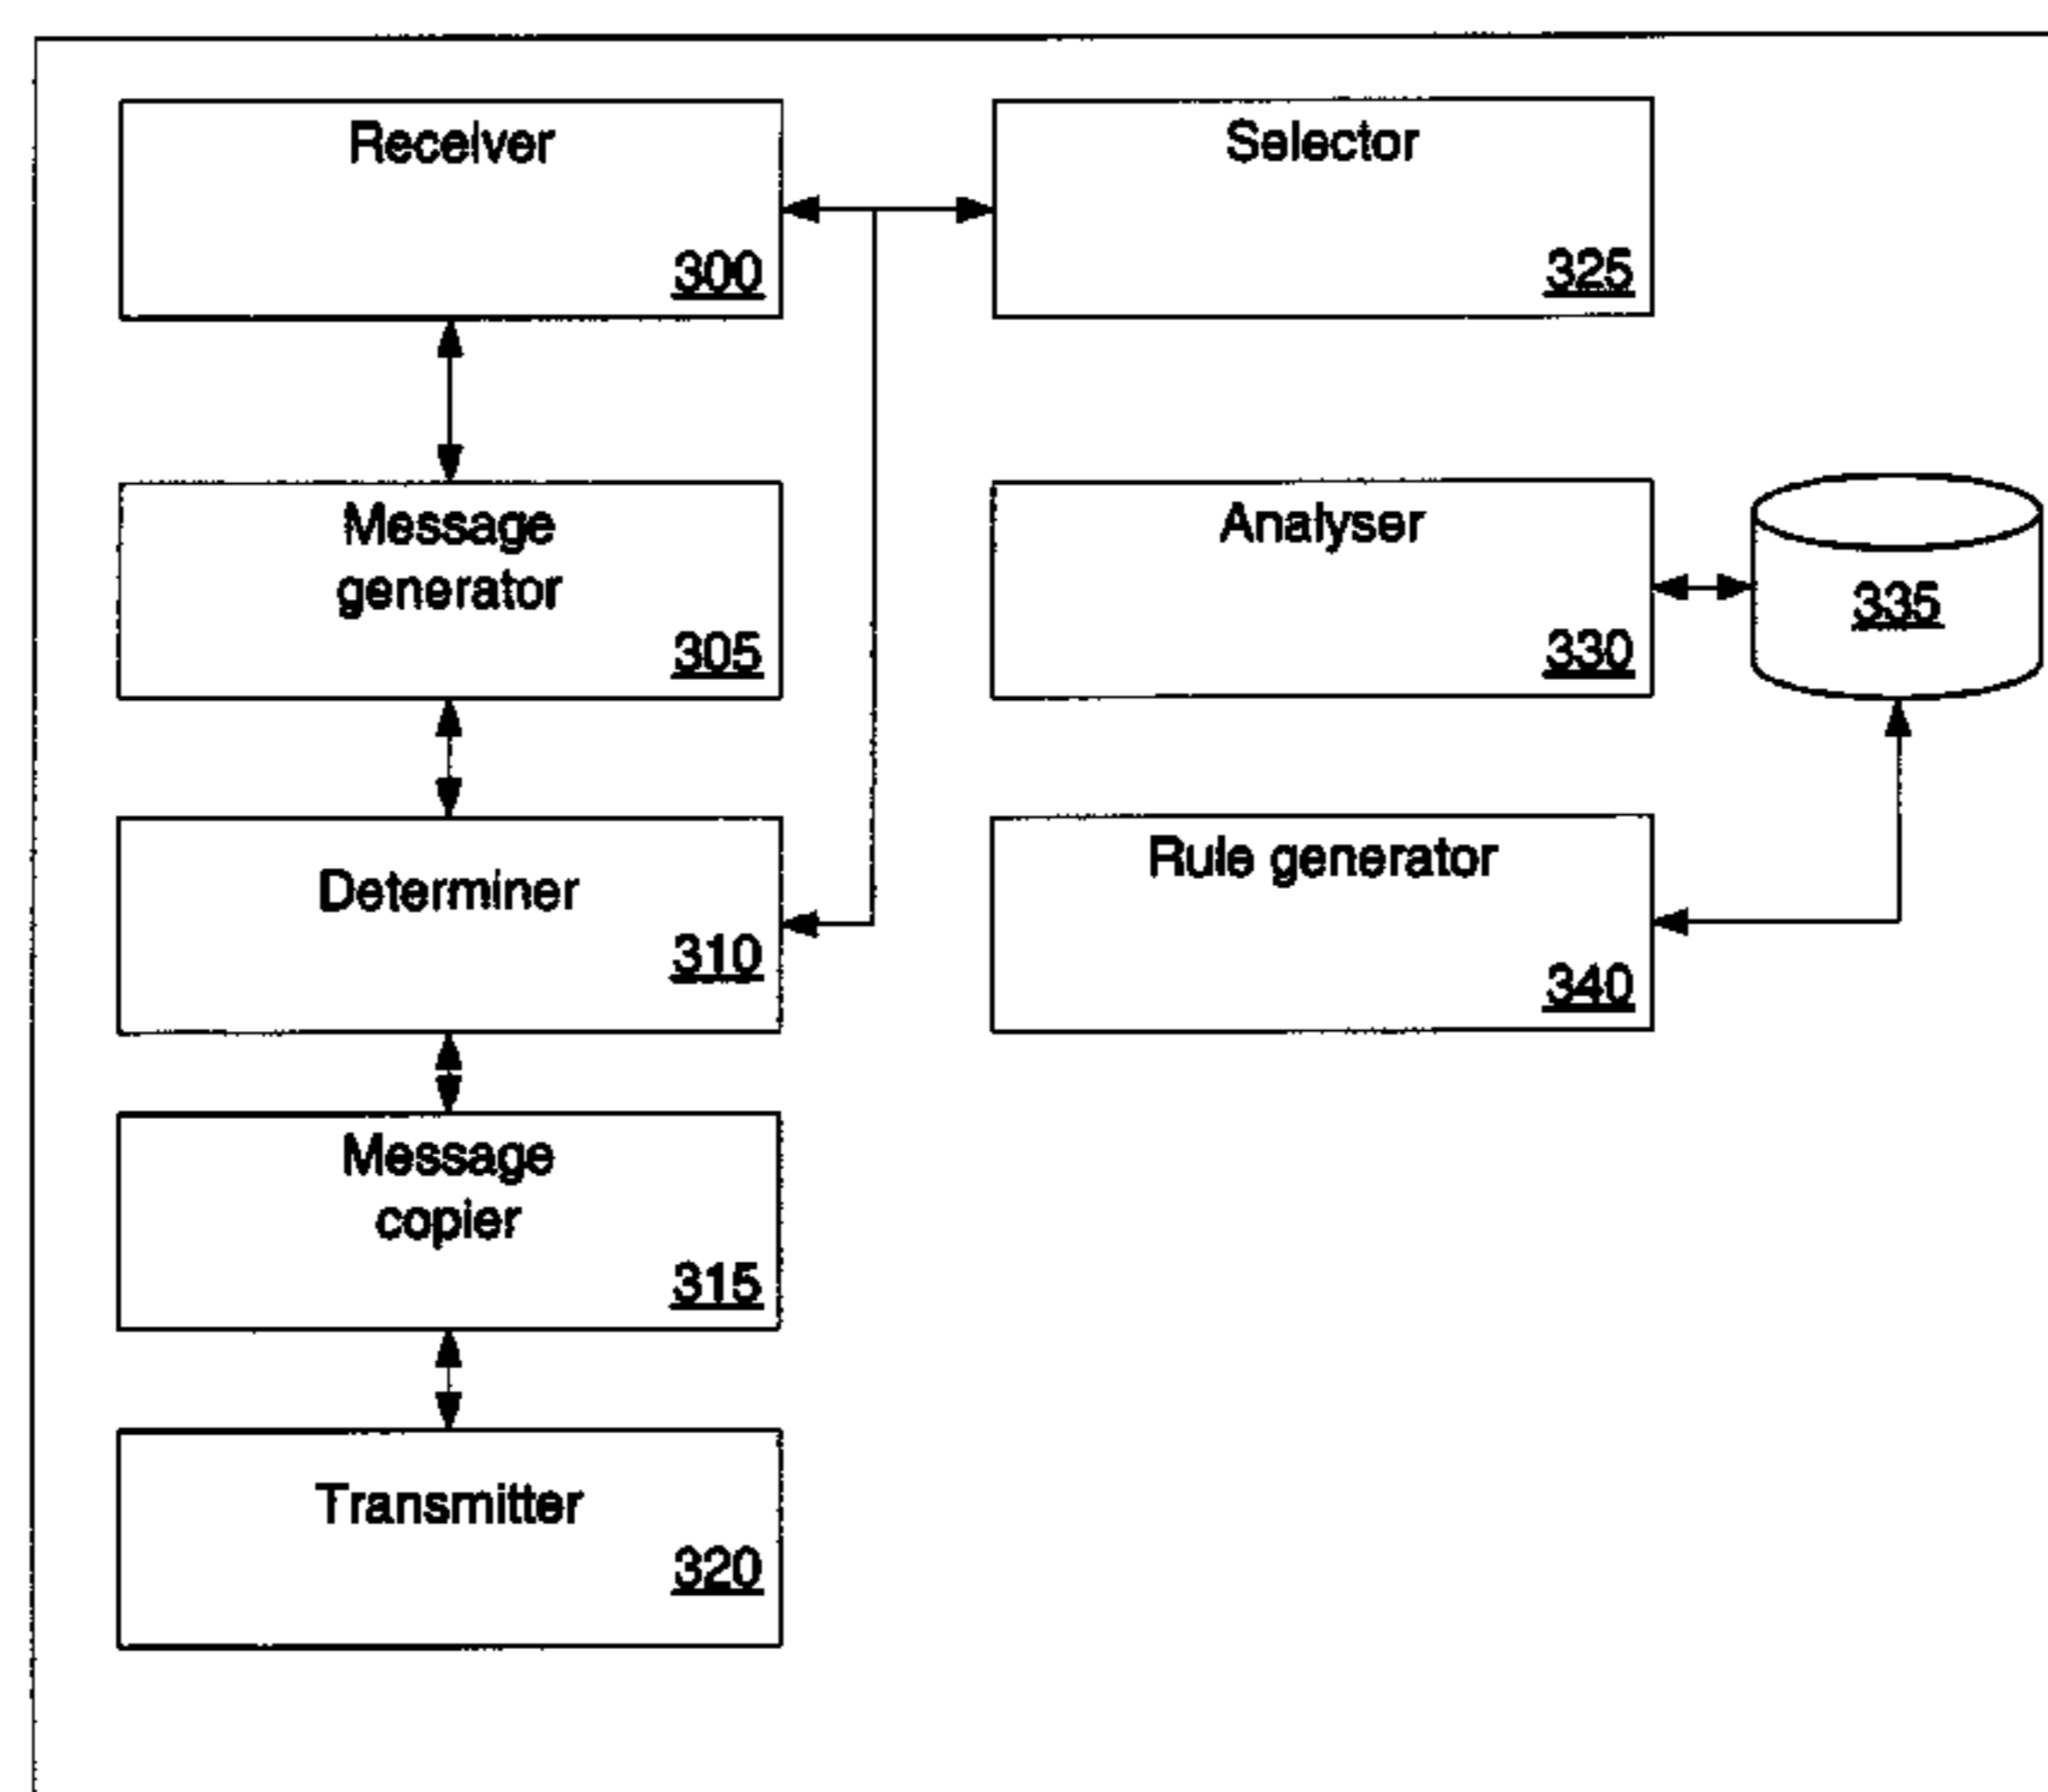 Receiver
300
Selector
325
Message
generator
305
Analyser
330
335
Determiner
310
Rule generator
340
Message
copier
315
Transmitter
320